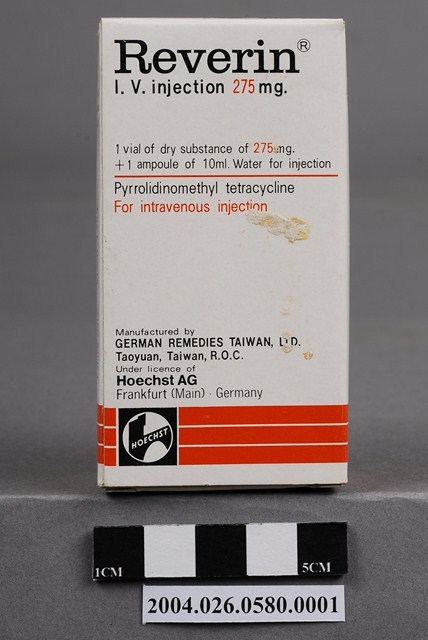 Reverin®
I. V. injection 275 mg.
1 vial of dry substance of 275 mg.
+ 1 ampoule of 10ml. Water for injection
Pyrrolidinomethyl tetracycline
For intravenous injection
Manufactured by
GERMAN REMEDIES TAIWAN, LTD.
Taoyuan, Taiwan, R.O.C.
Under licence of
Hoechst AG
Frankfurt (Main) · Germany
HOECHST
1CM 5CM
2004.026.0580.0001